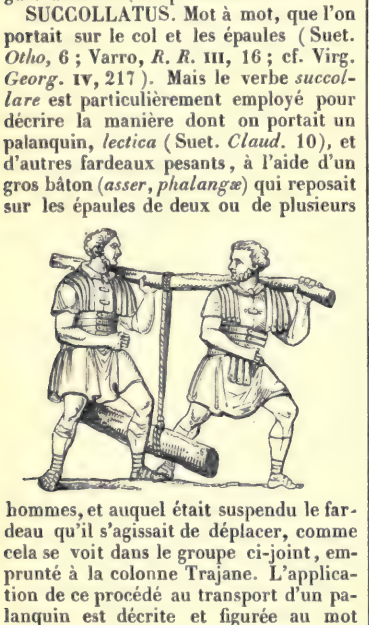 SUCCOLLATUS. Mot à mot, que l'on
portait sur le col et les épaules (Suet.
Otho, 6 ; Varro, R. R. III, 16 ; cf. Virg.
Georg. IV, 217). Mais le verbe succol-
lare est particulièrement employé pour
décrire la manière dont on portait un
palanquin, lectica (Suet. Claud. 10), et
d'autres fardeaux pesants, à l'aide d'un
gros bâton (asser, phalangæ) qui reposait
sur les épaules de deux ou de plusieurs
hommes, et auquel était suspendu le far-
deau qu'il s'agissait de déplacer, comme
cela se voit dans le groupe ci-joint, em-
prunté à la colonne Trajane. L'applica-
tion de ce procédé au transport d'un pa-
lanquin est décrite et figurée au mot